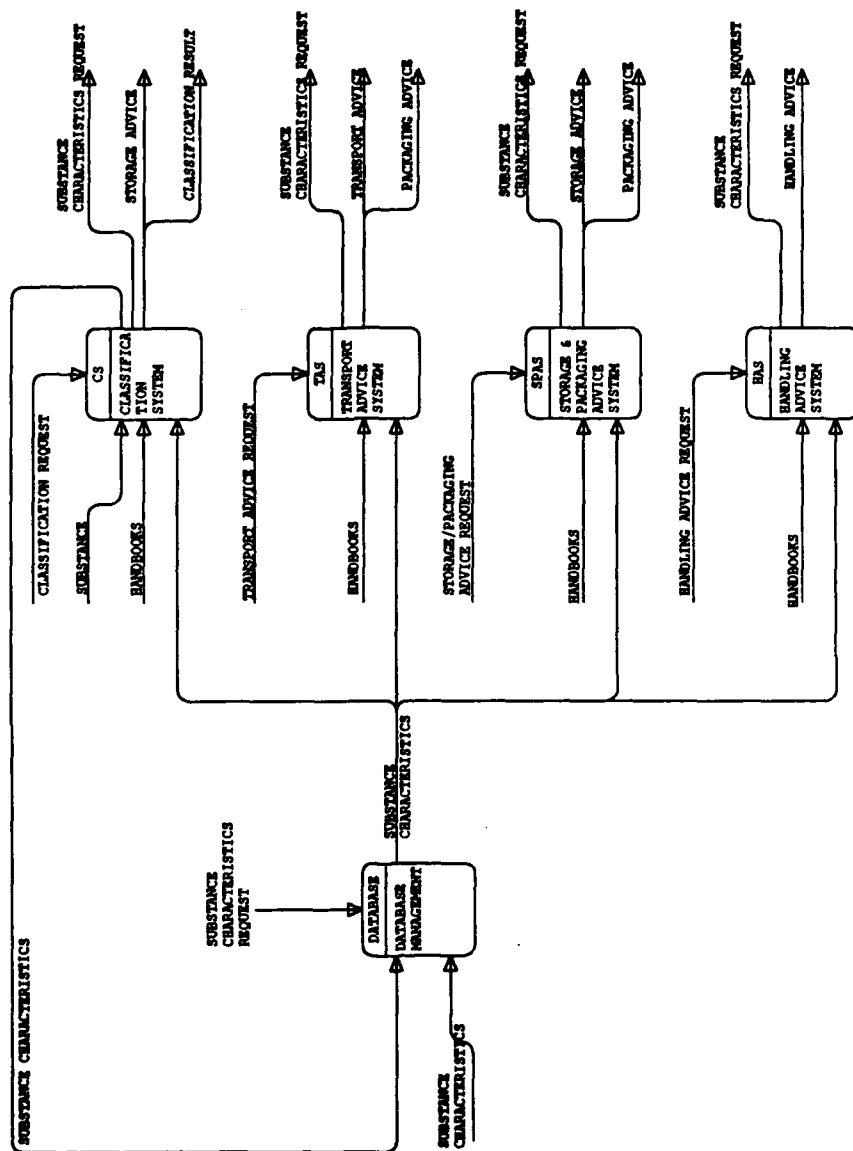 SUBSTANCE CHARACTERISTICS
SUBSTANCE
CHARACTERISTICS
SUBSTANCE
CHARACTERISTICS
REQUEST
DATABASE
DATABASE
MANAGEMENT
SUBSTANCE
CHARACTERISTICS
CLASSIFICATION REQUEST
SUBSTANCE
HANDBOOKS
CS
CLASSIFICA
TION
SYSTEM
SUBSTANCE
CHARACTERISTICS REQUEST
STORAGE ADVICE
CLASSIFICATION RESULT
TRANSPORT ADVICE REQUEST
HANDBOOKS
TAS
TRANSPORT
ADVICE
SYSTEM
SUBSTANCE
CHARACTERISTICS REQUEST
TRANSPORT ADVICE
PACKAGING ADVICE
STORAGE/PACKAGING
ADVICE REQUEST
HANDBOOKS
SPAS
STORAGE &
PACKAGING
ADVICE
SYSTEM
SUBSTANCE
CHARACTERISTICS REQUEST
STORAGE ADVICE
PACKAGING ADVICE
HANDLING ADVICE REQUEST
HANDBOOKS
HAS
HANDLING
ADVICE
SYSTEM
SUBSTANCE
CHARACTERISTICS REQUEST
HANDLING ADVICE